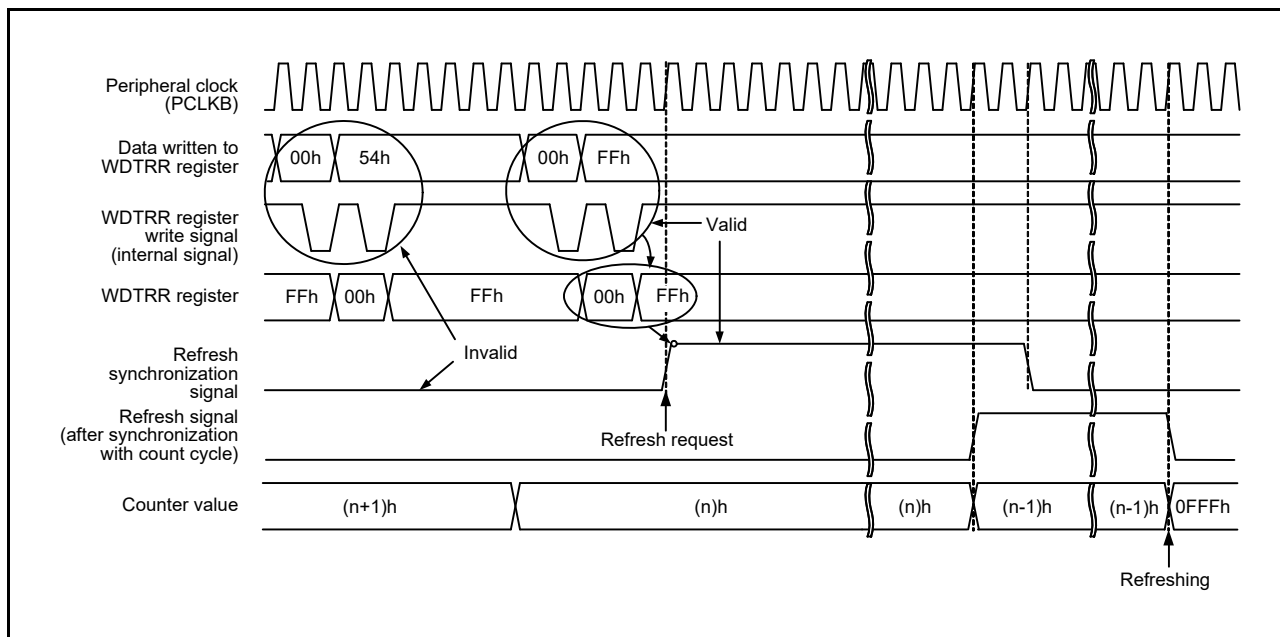 Peripheral clock
(PCLKB)
Data written to
WDTRR register
00h
54h
00h
FFh
WDTRR register
write signal
(internal signal)
Valid
WDTRR register
FFh
00h
FFh
00h
FFh
Invalid
Refresh
synchronization
signal
Refresh request
Refresh signal
(after synchronization
with count cycle)
Counter value
(n+1)h
(n)h
(n)h
(n-1)h
(n-1)h
0FFFh
Refreshing